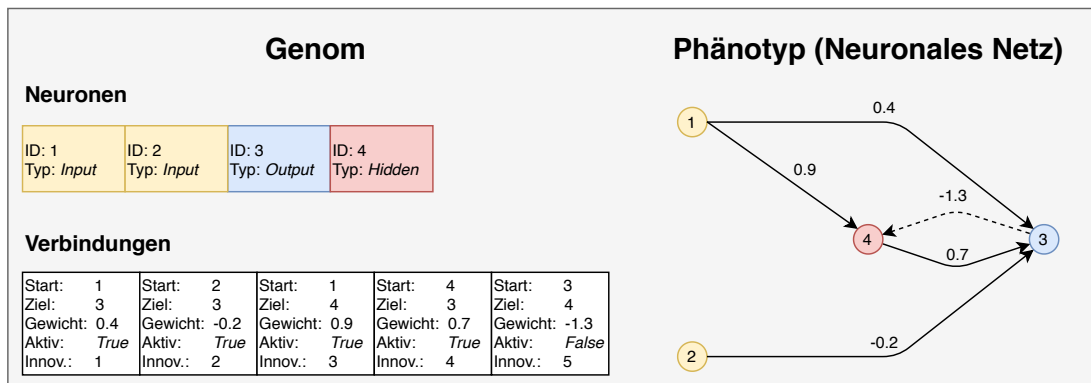 Genom
Neuronen
ID: 1
Typ: Input
ID: 2
Typ: Input
ID: 3
Typ: Output
ID: 4
Typ: Hidden
Verbindungen
Start: 1
Ziel: 3
Gewicht: 0.4
Aktiv: True
Innov.: 1
Start: 2
Ziel: 3
Gewicht: -0.2
Aktiv: True
Innov.: 2
Start: 1
Ziel: 4
Gewicht: 0.9
Aktiv: True
Innov.: 3
Start: 4
Ziel: 3
Gewicht: 0.7
Aktiv: True
Innov.: 4
Start: 3
Ziel: 4
Gewicht: -1.3
Aktiv: False
Innov.: 5
Phänotyp (Neuronales Netz)
1
0.4
0.9
-1.3
4
3
0.7
-0.2
2